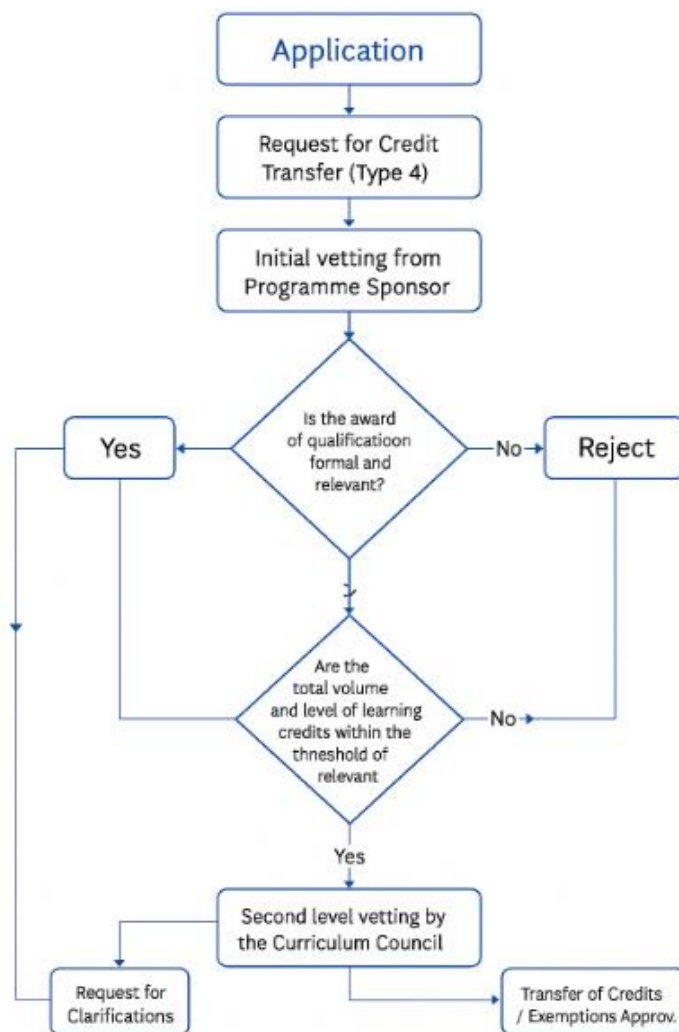 Application
Request for Credit
Transfer (Type 4)
Initial vetting from
Programme Sponsor
Is the award
of qualificatioon
formal and
relevant?
Yes
No
Reject
Are the
total volume
and level of learning
credits within the
thneshold of
relevant
No
Yes
Second level vetting by
the Curriculum Council
Request for
Clarifications
Transfer of Credits
/ Exemptions Approv.